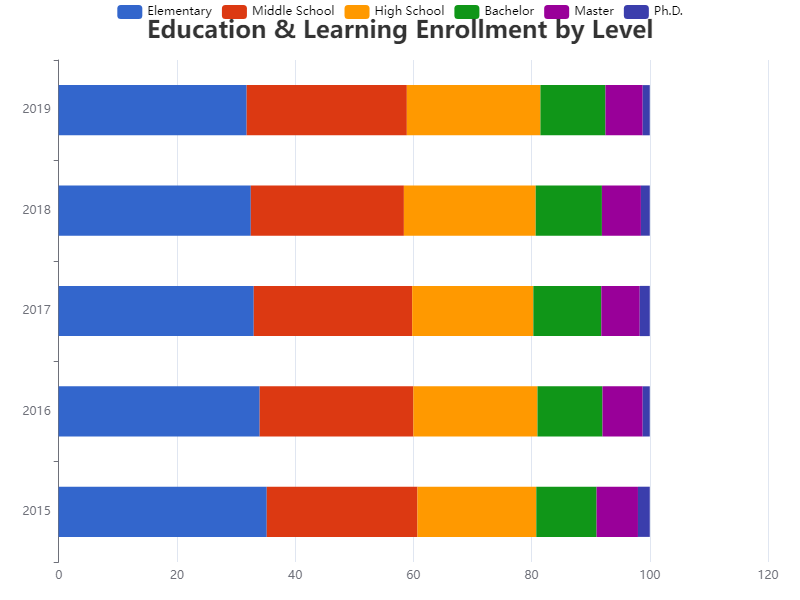 Elementary Middle School High School Bachelor Master Ph.D.
Education & Learning Enrollment by Level
2019
2018
2017
2016
2015
0 20 40 60 80 100 120